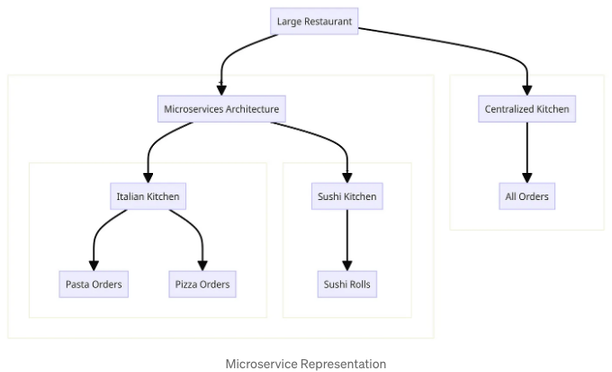 Large Restaurant
Microservices Architecture
Centralized Kitchen
Italian Kitchen
Sushi Kitchen
All Orders
Pasta Orders
Pizza Orders
Sushi Rolls
Microservice Representation